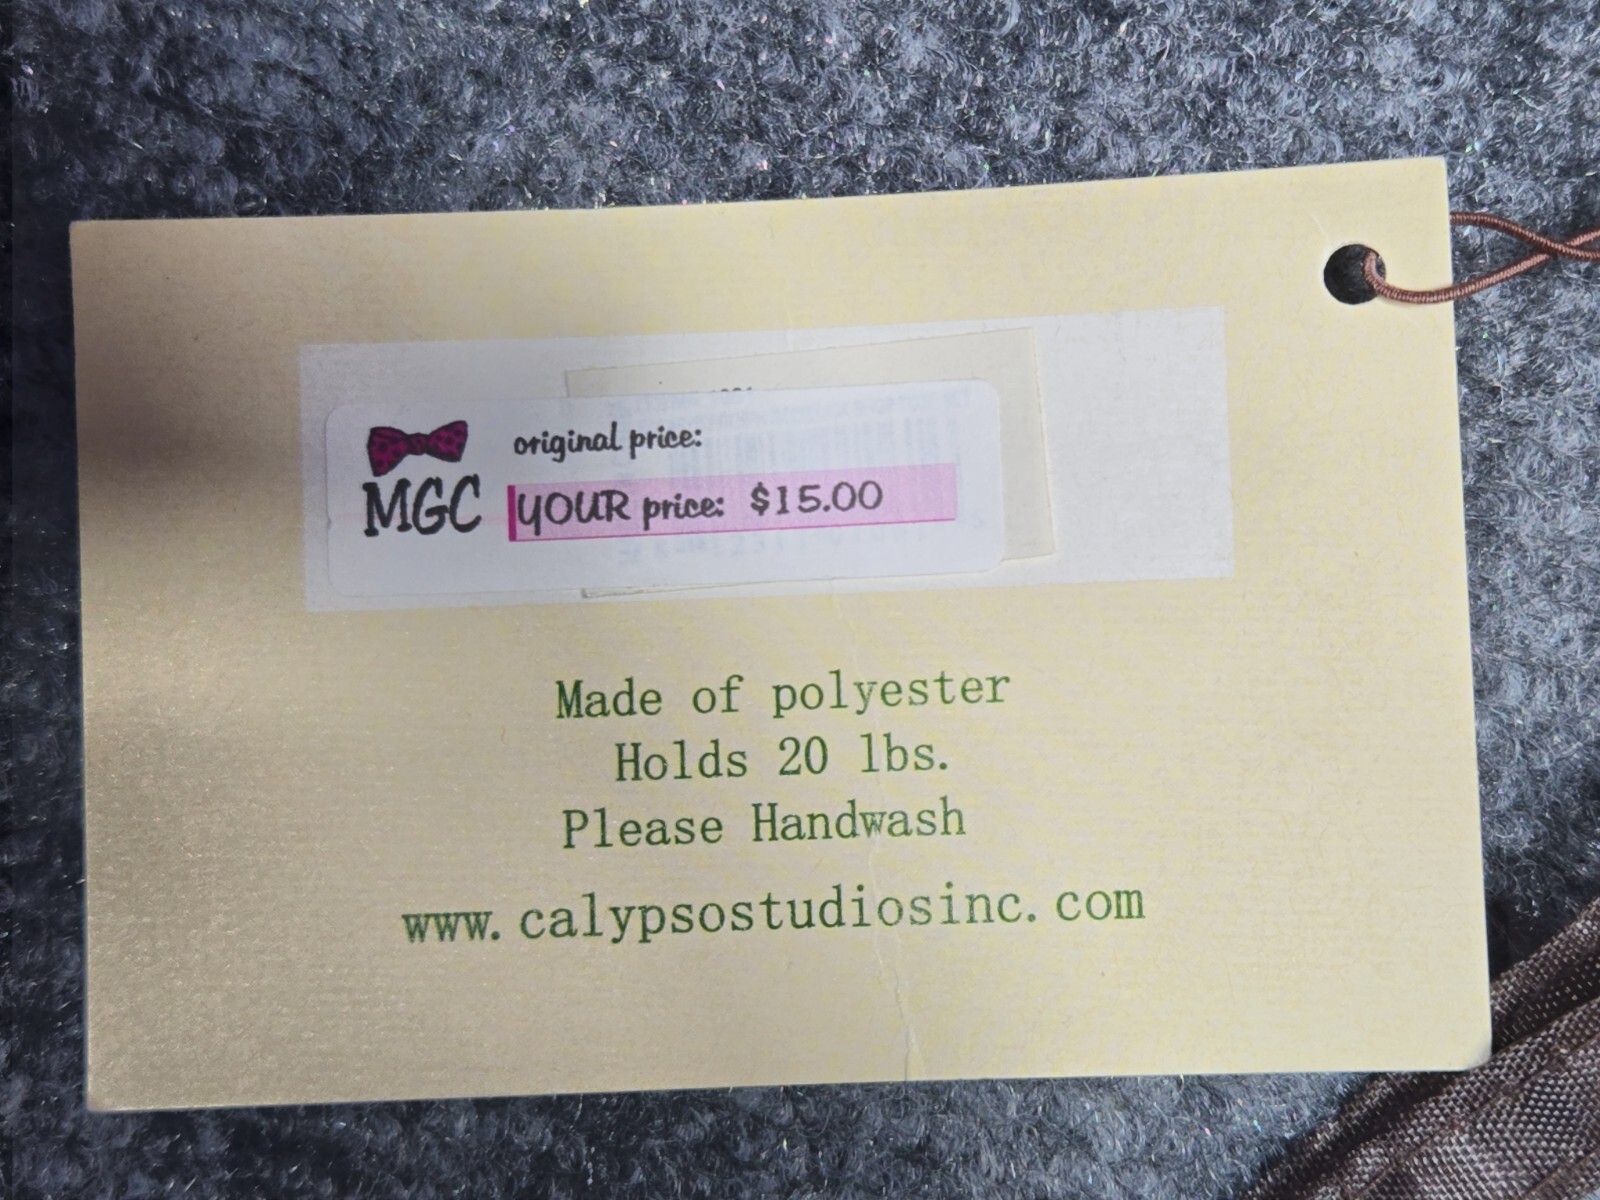 MGC
original price:
YOUR price: $15.00
Made of polyester
Holds 20 lbs.
Please Handwash
www.calypsostudiosinc.com